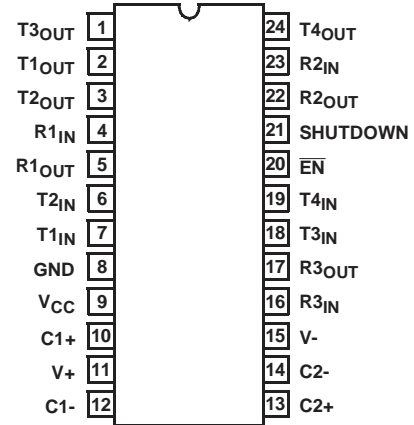 T3OUT 1 24 T4OUT
T1OUT 2 23 R2IN
T2OUT 3 22 R2OUT
R1IN 4 21 SHUTDOWN
R1OUT 5 20 E̅N̅
T2IN 6 19 T4IN
T1IN 7 18 T3IN
GND 8 17 R3OUT
VCC 9 16 R3IN
C1+ 10 15 V-
V+ 11 14 C2-
C1- 12 13 C2+